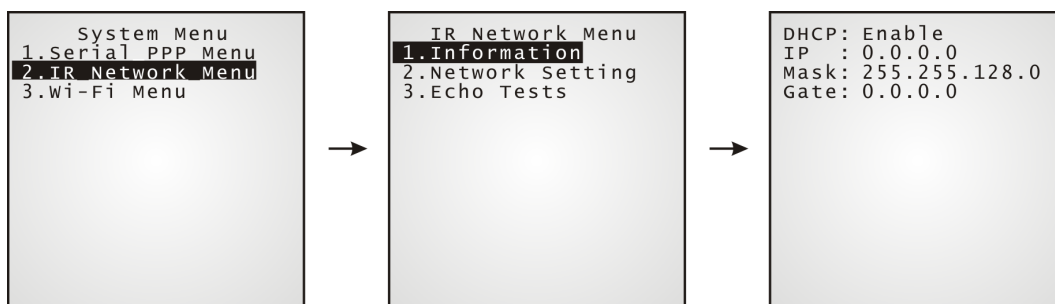 System Menu
1.Serial PPP Menu
2.IR Network Menu
3.Wi-Fi Menu
IR Network Menu
1.Information
2.Network Setting
3.Echo Tests
DHCP: Enable
IP  : 0.0.0.0
Mask: 255.255.128.0
Gate: 0.0.0.0